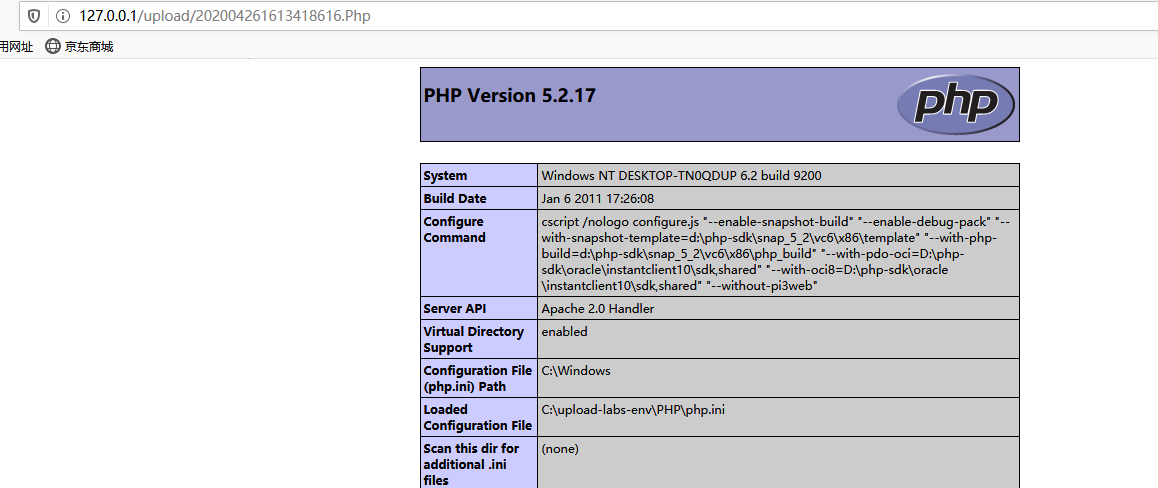 127.0.0.1/upload/202004261613418616.Php
用网址 京东商城
PHP Version 5.2.17
php
System Windows NT DESKTOP-TN0QDUP 6.2 build 9200
Build Date Jan 6 2011 17:26:08
Configure cscript /nologo configure.js "--enable-snapshot-build" "--enable-debug-pack" "--
Command with-snapshot-template=d:\php-sdk\snap_5_2\vc6\x86\template" "--with-php-
build=d:\php-sdk\snap_5_2\vc6\x86\php_build" "--with-pdo-oci=D:\php-
sdk\oracle\instantclient10\sdk,shared" "--with-oci8=D:\php-sdk\oracle
\instantclient10\sdk,shared" "--without-pi3web"
Server API Apache 2.0 Handler
Virtual Directory enabled
Support
Configuration File C:\Windows
(php.ini) Path
Loaded C:\upload-labs-env\PHP\php.ini
Configuration File
Scan this dir for (none)
additional .ini
files